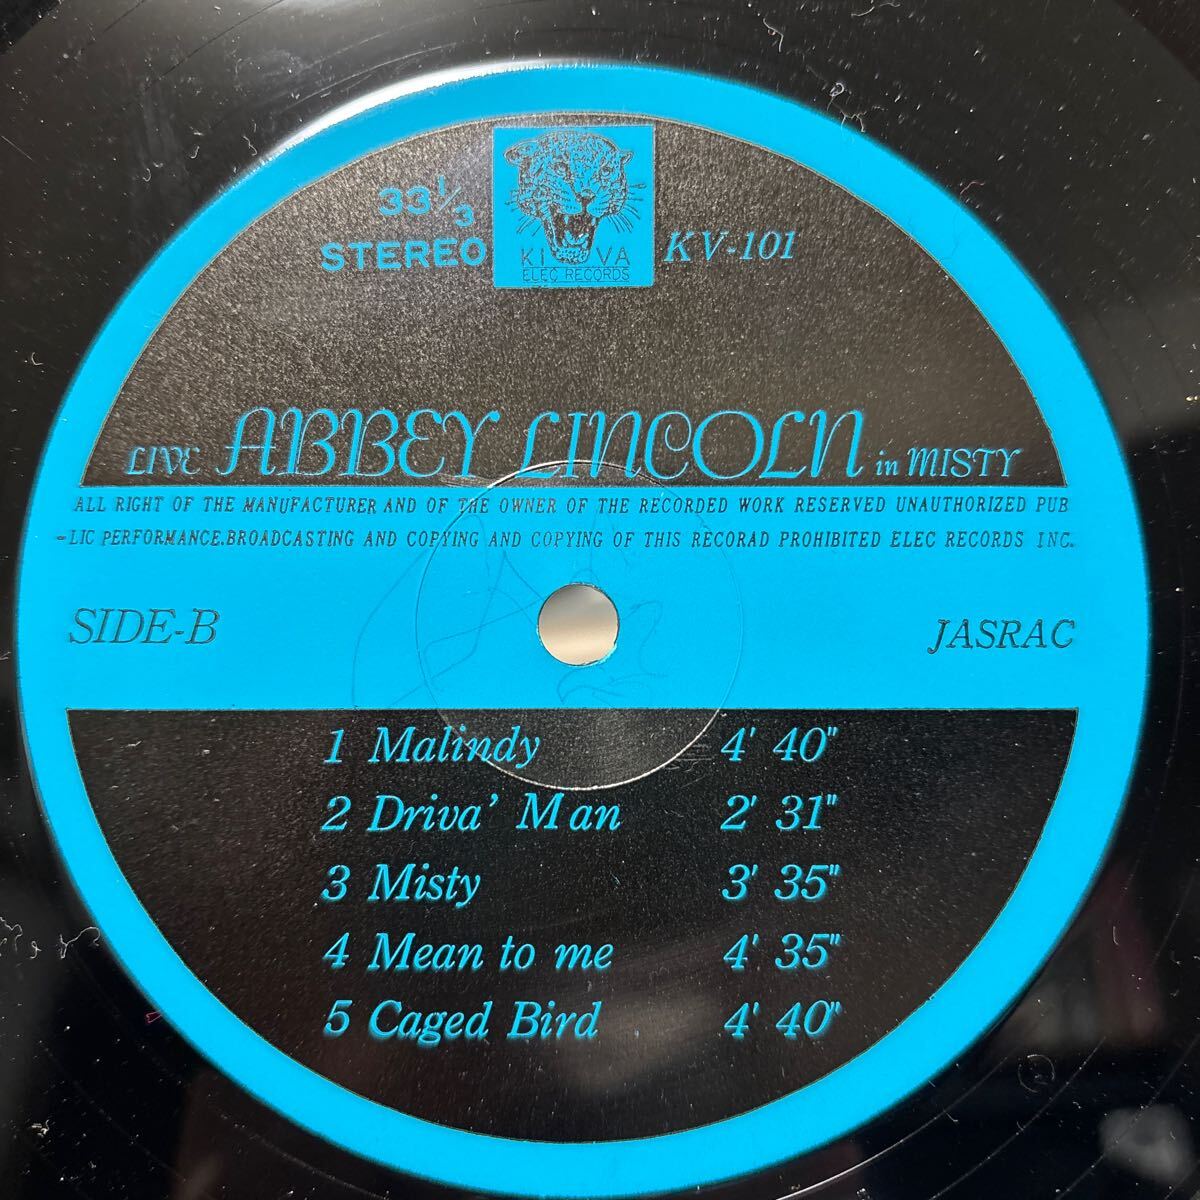 33 1/3
STEREO
KIVA
ELEC RECORDS
KV-101
LIVE ABBEY LINCOLN in MISTY
ALL RIGHT OF THE MANUFACTURER AND OF THE OWNER OF THE RECORDED WORK RESERVED UNAUTHORIZED PUB
-LIC PERFORMANCE.BROADCASTING AND COPYING AND COPYING OF THIS RECORAD PROHIBITED ELEC RECORDS INC.
SIDE-B
JASRAC
1 Malindy 4' 40"
2 Driva' Man 2' 31"
3 Misty 3' 35"
4 Mean to me 4' 35"
5 Caged Bird 4' 40"